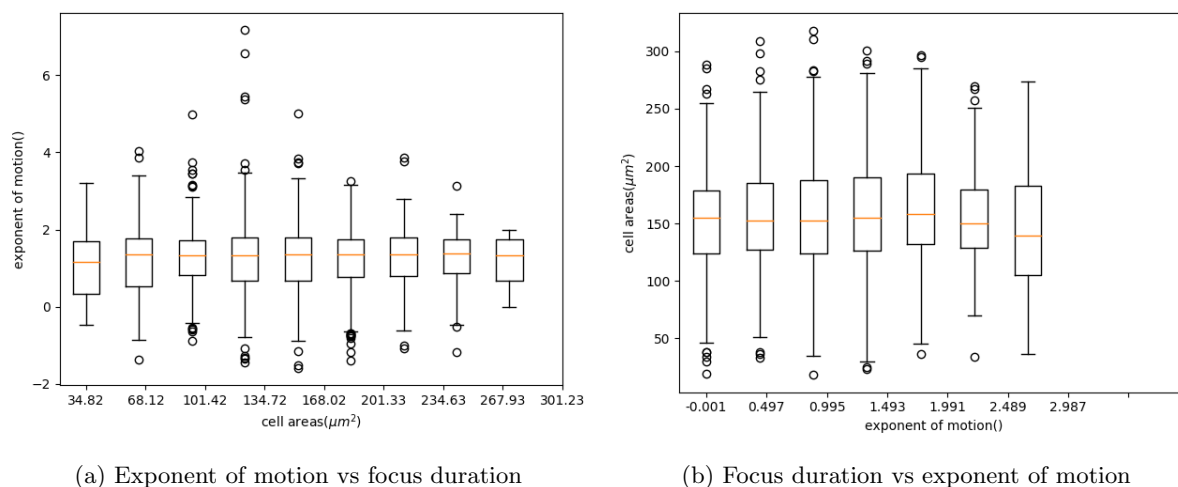 6
4
2
0
−2
exponent of motion()
34.82 68.12 101.42 134.72 168.02 201.33 234.63 267.93 301.23
cell areas(μm²)
300
250
200
150
100
50
cell areas(μm²)
-0.001 0.497 0.995 1.493 1.991 2.489 2.987
exponent of motion()
(a) Exponent of motion vs focus duration
(b) Focus duration vs exponent of motion